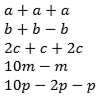 a + a + a
b + b − b
2c + c + 2c
10m − m
10p − 2p − p